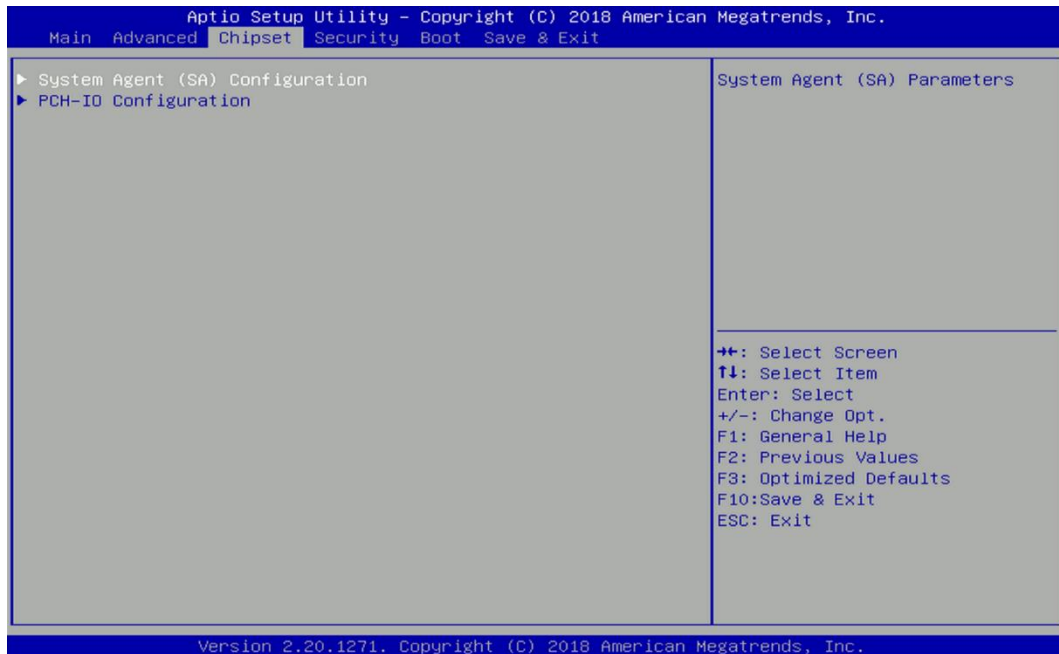 Aptio Setup Utility – Copyright (C) 2018 American Megatrends, Inc.
Main Advanced Chipset Security Boot Save & Exit
▶ System Agent (SA) Configuration
▶ PCH-IO Configuration
System Agent (SA) Parameters
→←: Select Screen
↑↓: Select Item
Enter: Select
+/-: Change Opt.
F1: General Help
F2: Previous Values
F3: Optimized Defaults
F10:Save & Exit
ESC: Exit
Version 2.20.1271. Copyright (C) 2018 American Megatrends, Inc.